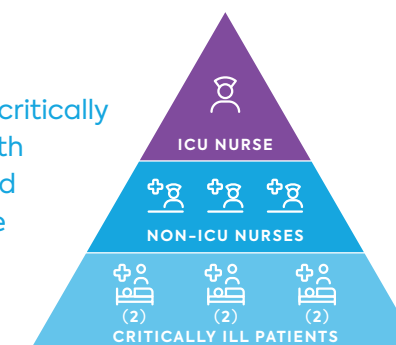 critically
th
d
e
ICU NURSE
NON-ICU NURSES
(2) (2) (2)
CRITICALLY ILL PATIENTS